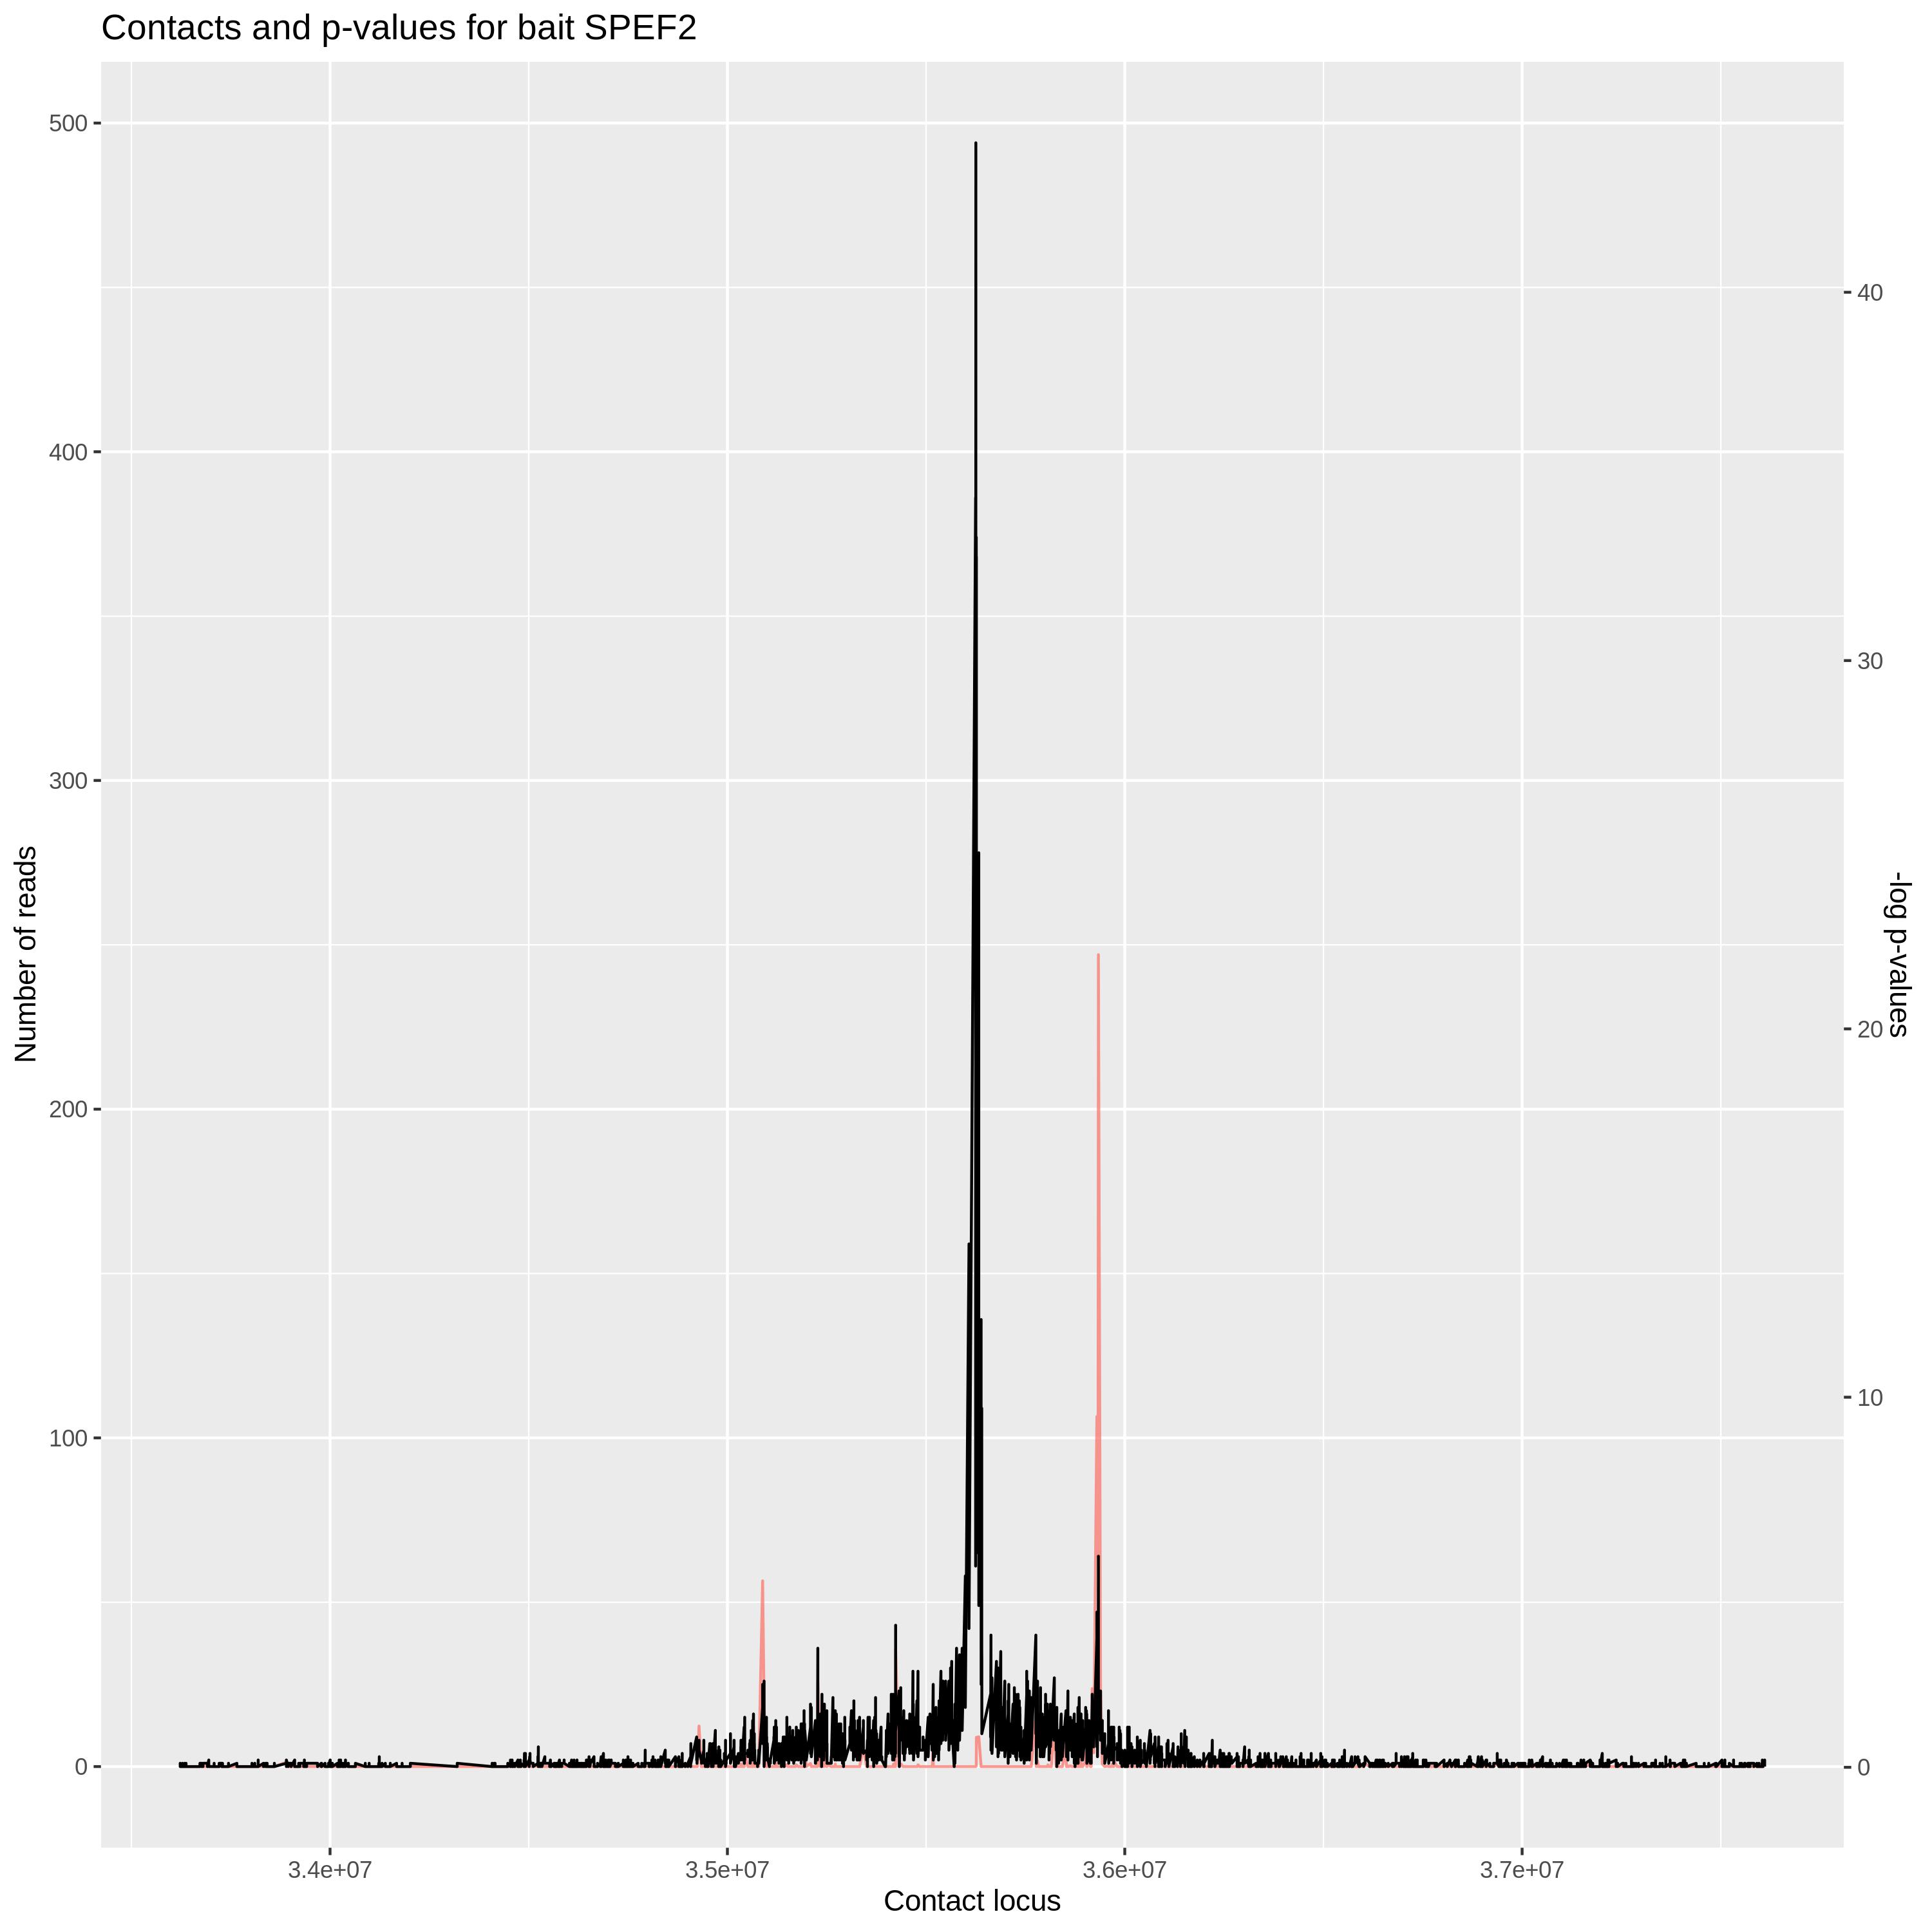 Contacts and p-values for bait SPEF2
500
400
300
200
100
0
Number of reads
40
30
20
10
0
-log p-values
3.4e+07
3.5e+07
3.6e+07
3.7e+07
Contact locus